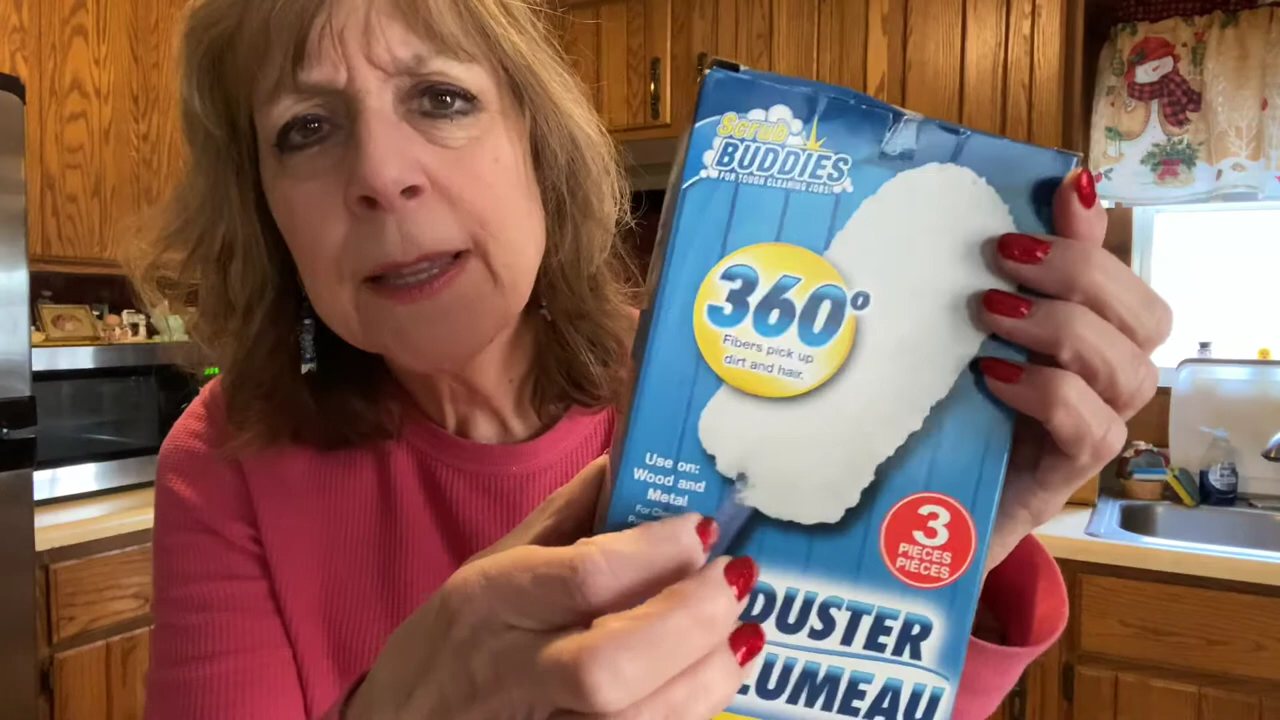 Scrub
BUDDIES
FOR TOUGH CLEANING JOBS!
360°
Fibers pick up
dirt and hair.
Use on:
Wood and
Metal
3
PIECES
PIÈCES
DUSTER